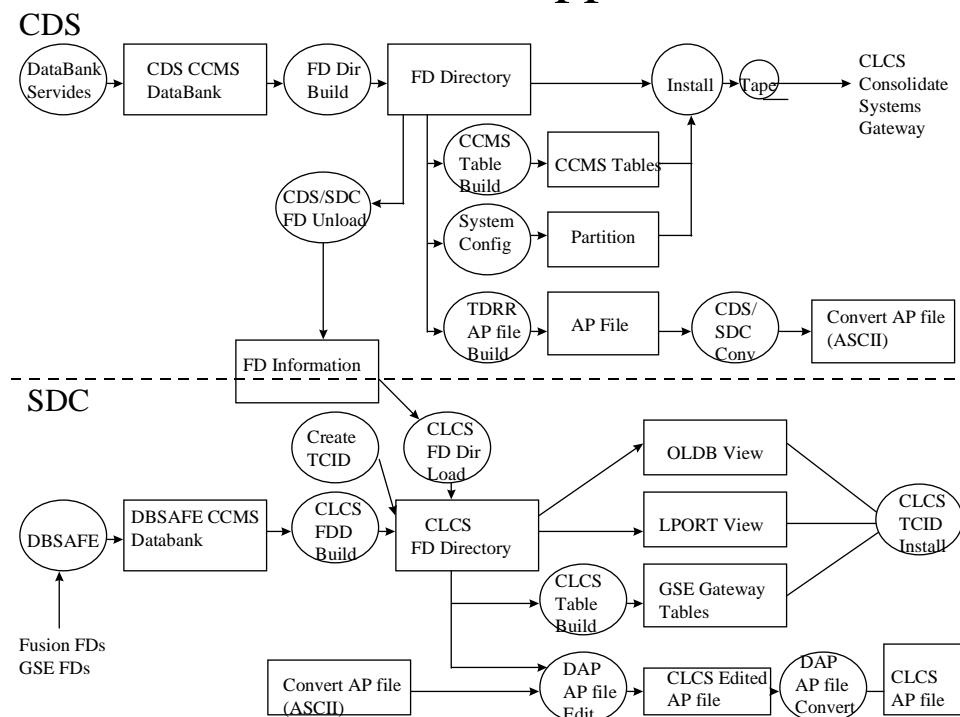 CDS
DataBank
Servides
CDS CCMS
DataBank
FD Dir
Build
FD Directory
Install
Tape
CLCS
Consolidate
Systems
Gateway
CCMS
Table
Build
CCMS Tables
CDS/SDC
FD Unload
System
Config
Partition
TDRR
AP file
Build
AP File
CDS/
SDC
Conv
Convert AP file
(ASCII)
FD Information
SDC
Create
TCID
CLCS
FD Dir
Load
OLDB View
DBSAFE
DBSAFE CCMS
Databank
CLCS
FDD
Build
CLCS
FD Directory
LPORT View
CLCS
TCID
Install
CLCS
Table
Build
GSE Gateway
Tables
Fusion FDs
GSE FDs
Convert AP file
(ASCII)
DAP
AP file
Edit
CLCS Edited
AP file
DAP
AP file
Convert
CLCS
AP file